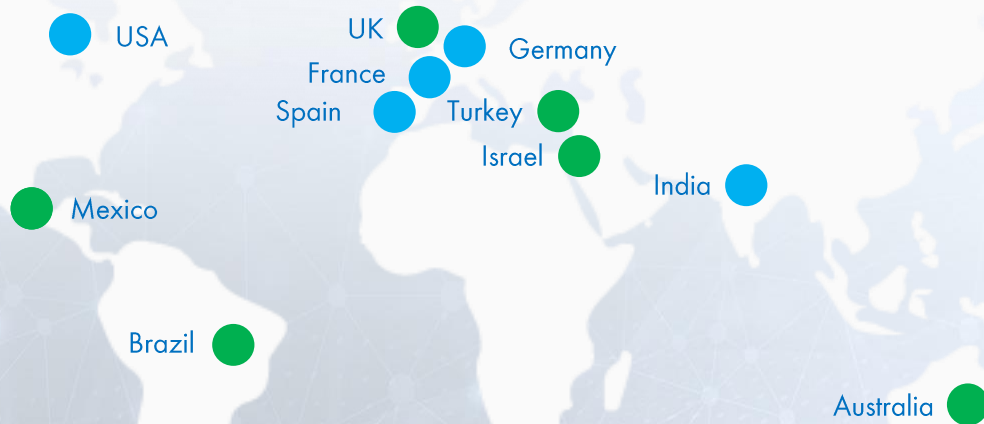 USA
UK
Germany
France
Spain
Turkey
Israel
India
Mexico
Brazil
Australia